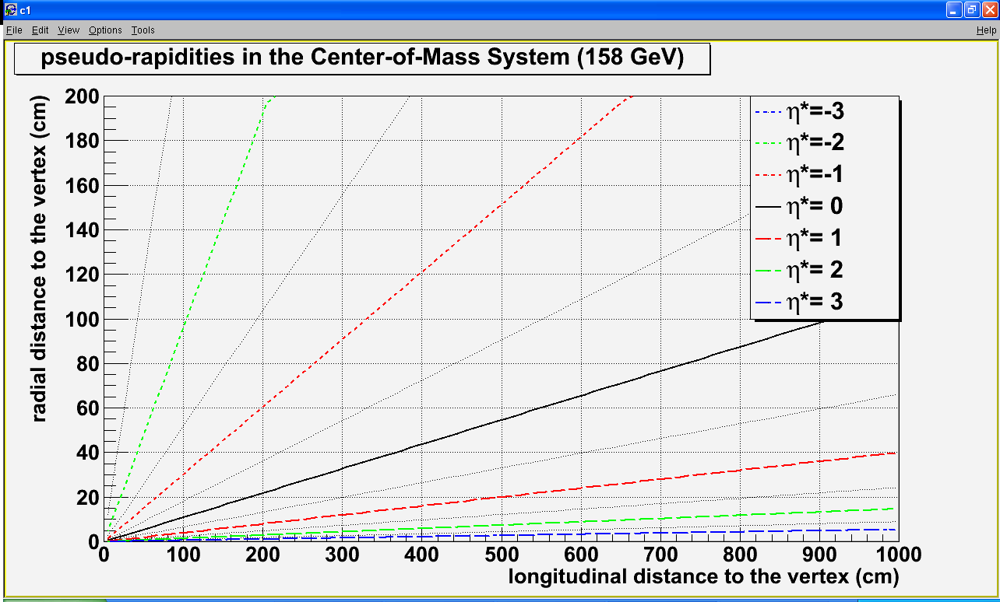 c1
File Edit View Options Tools Help
pseudo-rapidities in the Center-of-Mass System (158 GeV)
radial distance to the vertex (cm)
200
180
160
140
120
100
80
60
40
20
0
η*=-3
η*=-2
η*=-1
η*= 0
η*= 1
η*= 2
η*= 3
0 100 200 300 400 500 600 700 800 900 1000
longitudinal distance to the vertex (cm)